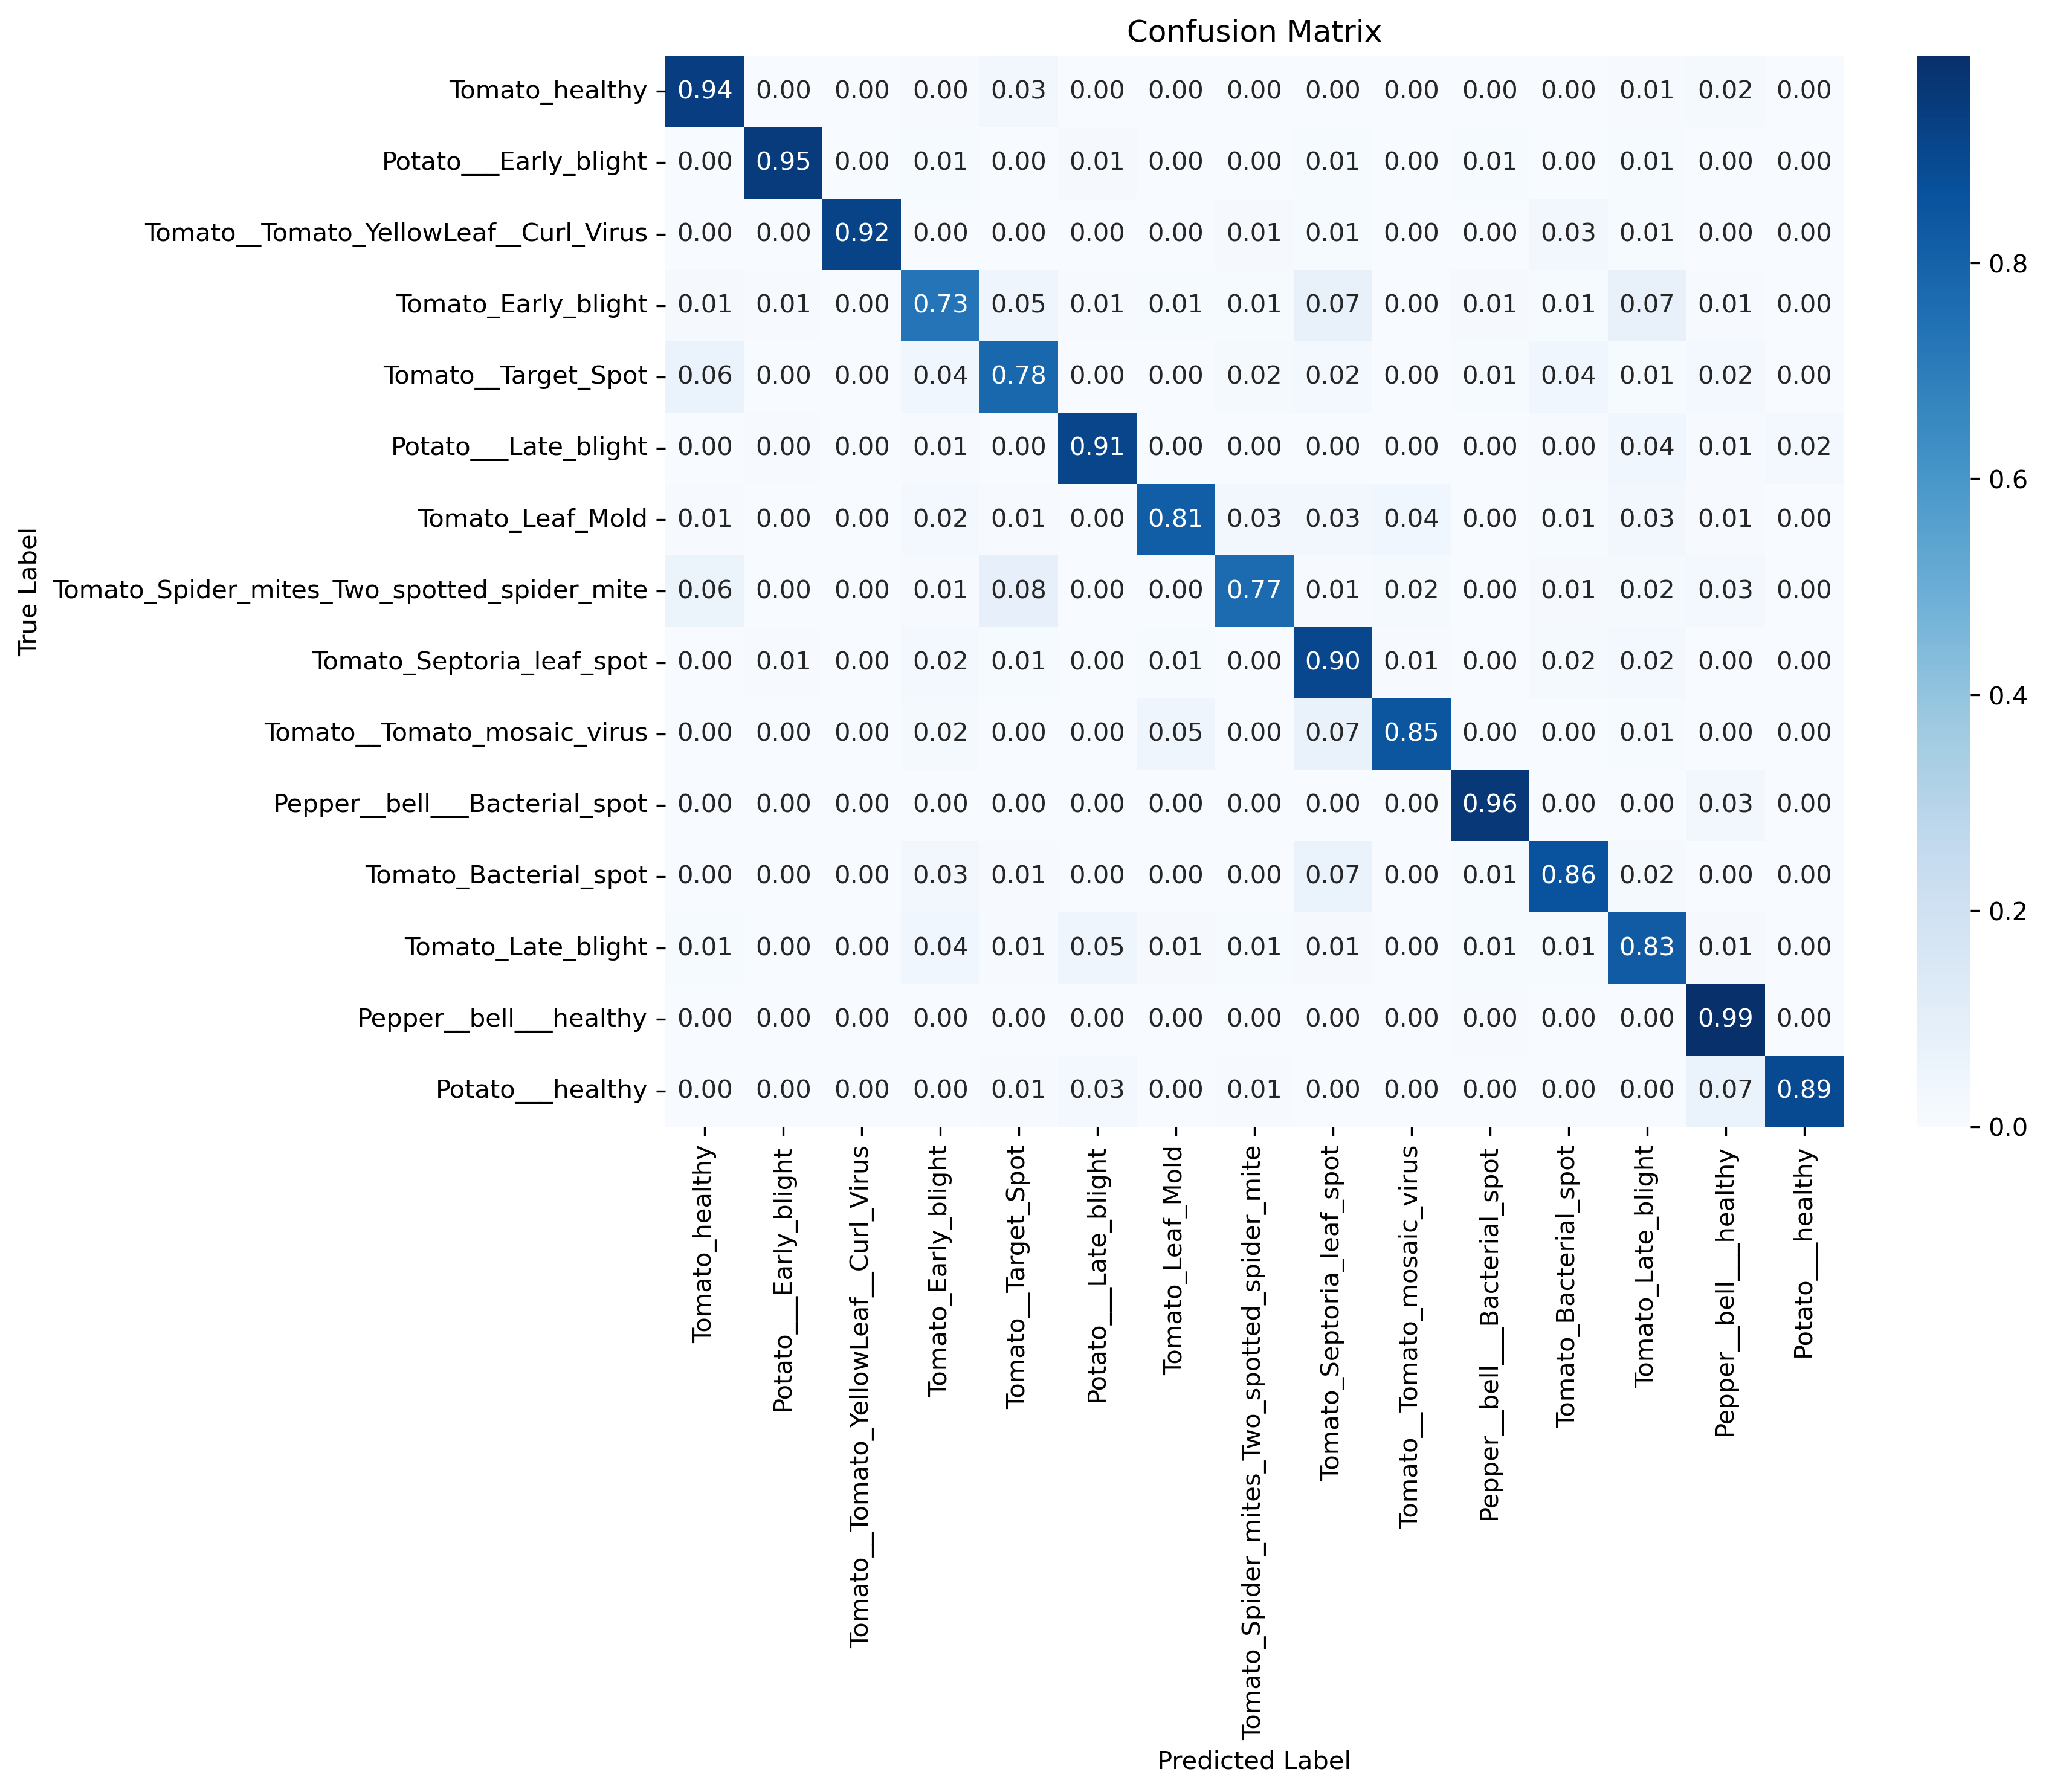 Confusion Matrix
True Label
Tomato_healthy 0.94 0.00 0.00 0.00 0.03 0.00 0.00 0.00 0.00 0.00 0.00 0.00 0.01 0.02 0.00
Potato___Early_blight 0.00 0.95 0.00 0.01 0.00 0.01 0.00 0.00 0.01 0.00 0.01 0.00 0.01 0.00 0.00
Tomato__Tomato_YellowLeaf__Curl_Virus 0.00 0.00 0.92 0.00 0.00 0.00 0.00 0.01 0.01 0.00 0.00 0.03 0.01 0.00 0.00
Tomato_Early_blight 0.01 0.01 0.00 0.73 0.05 0.01 0.01 0.01 0.07 0.00 0.01 0.01 0.07 0.01 0.00
Tomato__Target_Spot 0.06 0.00 0.00 0.04 0.78 0.00 0.00 0.02 0.02 0.00 0.01 0.04 0.01 0.02 0.00
Potato___Late_blight 0.00 0.00 0.00 0.01 0.00 0.91 0.00 0.00 0.00 0.00 0.00 0.00 0.04 0.01 0.02
Tomato_Leaf_Mold 0.01 0.00 0.00 0.02 0.01 0.00 0.81 0.03 0.03 0.04 0.00 0.01 0.03 0.01 0.00
Tomato_Spider_mites_Two_spotted_spider_mite 0.06 0.00 0.00 0.01 0.08 0.00 0.00 0.77 0.01 0.02 0.00 0.01 0.02 0.03 0.00
Tomato_Septoria_leaf_spot 0.00 0.01 0.00 0.02 0.01 0.00 0.01 0.00 0.90 0.01 0.00 0.02 0.02 0.00 0.00
Tomato__Tomato_mosaic_virus 0.00 0.00 0.00 0.02 0.00 0.00 0.05 0.00 0.07 0.85 0.00 0.00 0.01 0.00 0.00
Pepper__bell___Bacterial_spot 0.00 0.00 0.00 0.00 0.00 0.00 0.00 0.00 0.00 0.00 0.96 0.00 0.00 0.03 0.00
Tomato_Bacterial_spot 0.00 0.00 0.00 0.03 0.01 0.00 0.00 0.00 0.07 0.00 0.01 0.86 0.02 0.00 0.00
Tomato_Late_blight 0.01 0.00 0.00 0.04 0.01 0.05 0.01 0.01 0.01 0.00 0.01 0.01 0.83 0.01 0.00
Pepper__bell___healthy 0.00 0.00 0.00 0.00 0.00 0.00 0.00 0.00 0.00 0.00 0.00 0.00 0.00 0.99 0.00
Potato___healthy 0.00 0.00 0.00 0.00 0.01 0.03 0.00 0.01 0.00 0.00 0.00 0.00 0.00 0.07 0.89
Tomato_healthy
Potato___Early_blight
Tomato__Tomato_YellowLeaf__Curl_Virus
Tomato_Early_blight
Tomato__Target_Spot
Potato___Late_blight
Tomato_Leaf_Mold
Tomato_Spider_mites_Two_spotted_spider_mite
Tomato_Septoria_leaf_spot
Tomato__Tomato_mosaic_virus
Pepper__bell___Bacterial_spot
Tomato_Bacterial_spot
Tomato_Late_blight
Pepper__bell___healthy
Potato___healthy
Predicted Label
0.8
0.6
0.4
0.2
0.0